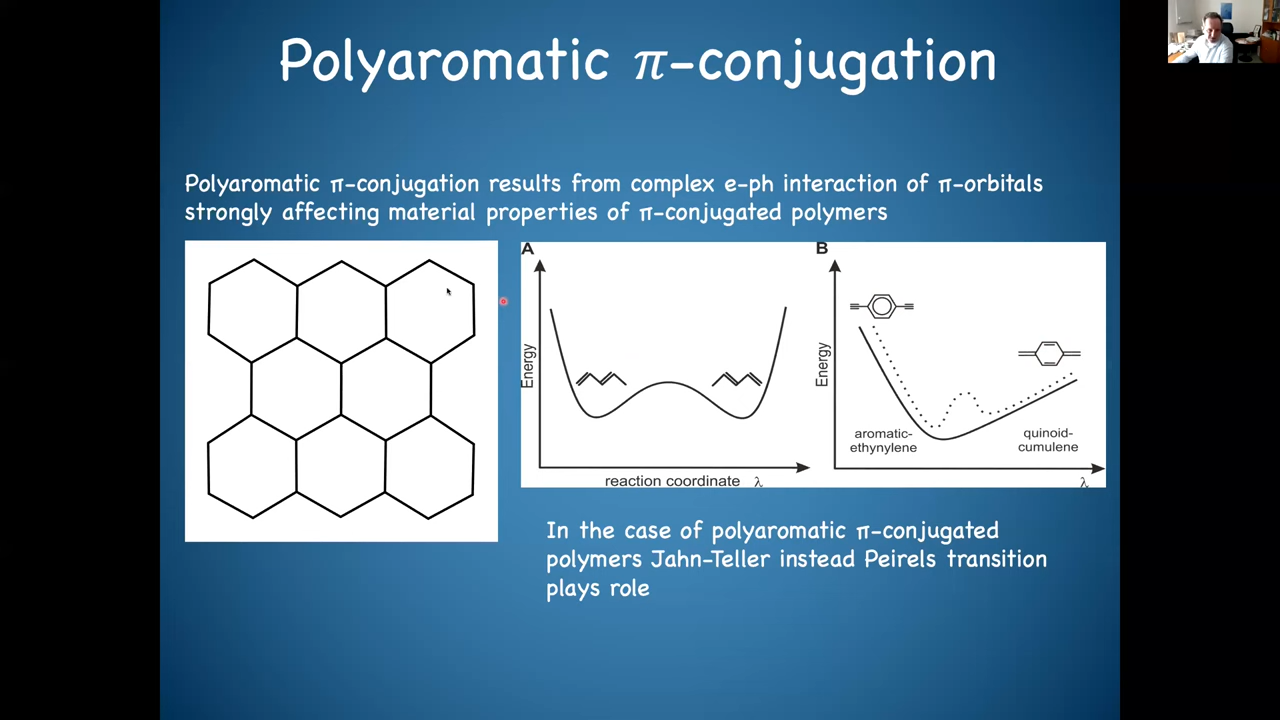 Polyaromatic π-conjugation
Polyaromatic π-conjugation results from complex e-ph interaction of π-orbitals
strongly affecting material properties of π-conjugated polymers
A
Energy
reaction coordinate λ
B
Energy
aromatic-
ethynylene
quinoid-
cumulene
λ
In the case of polyaromatic π-conjugated
polymers Jahn-Teller instead Peirels transition
plays role